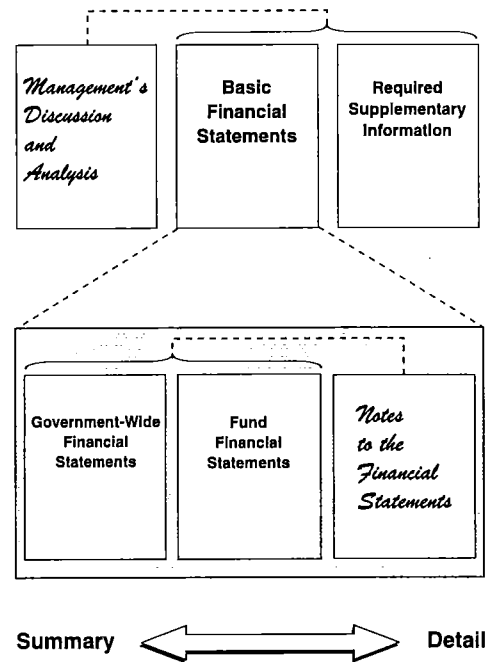 Management's
Discussion
and
Analysis
Basic
Financial
Statements
Required
Supplementary
Information
Government-Wide
Financial
Statements
Fund
Financial
Statements
Notes
to the
Financial
Statements
Summary
Detail